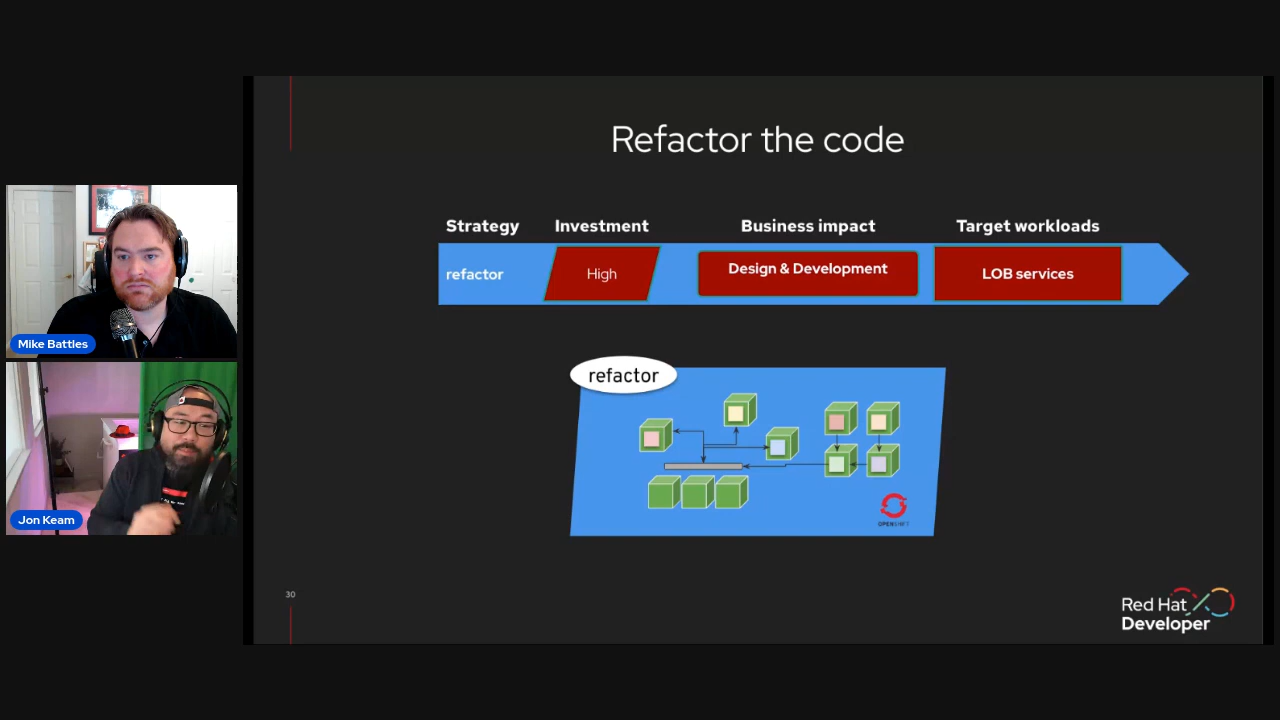 Refactor the code
Strategy Investment Business impact Target workloads
refactor High Design & Development LOB services
refactor
OPENSHIFT
Mike Battles
Jon Keam
30
Red Hat
Developer